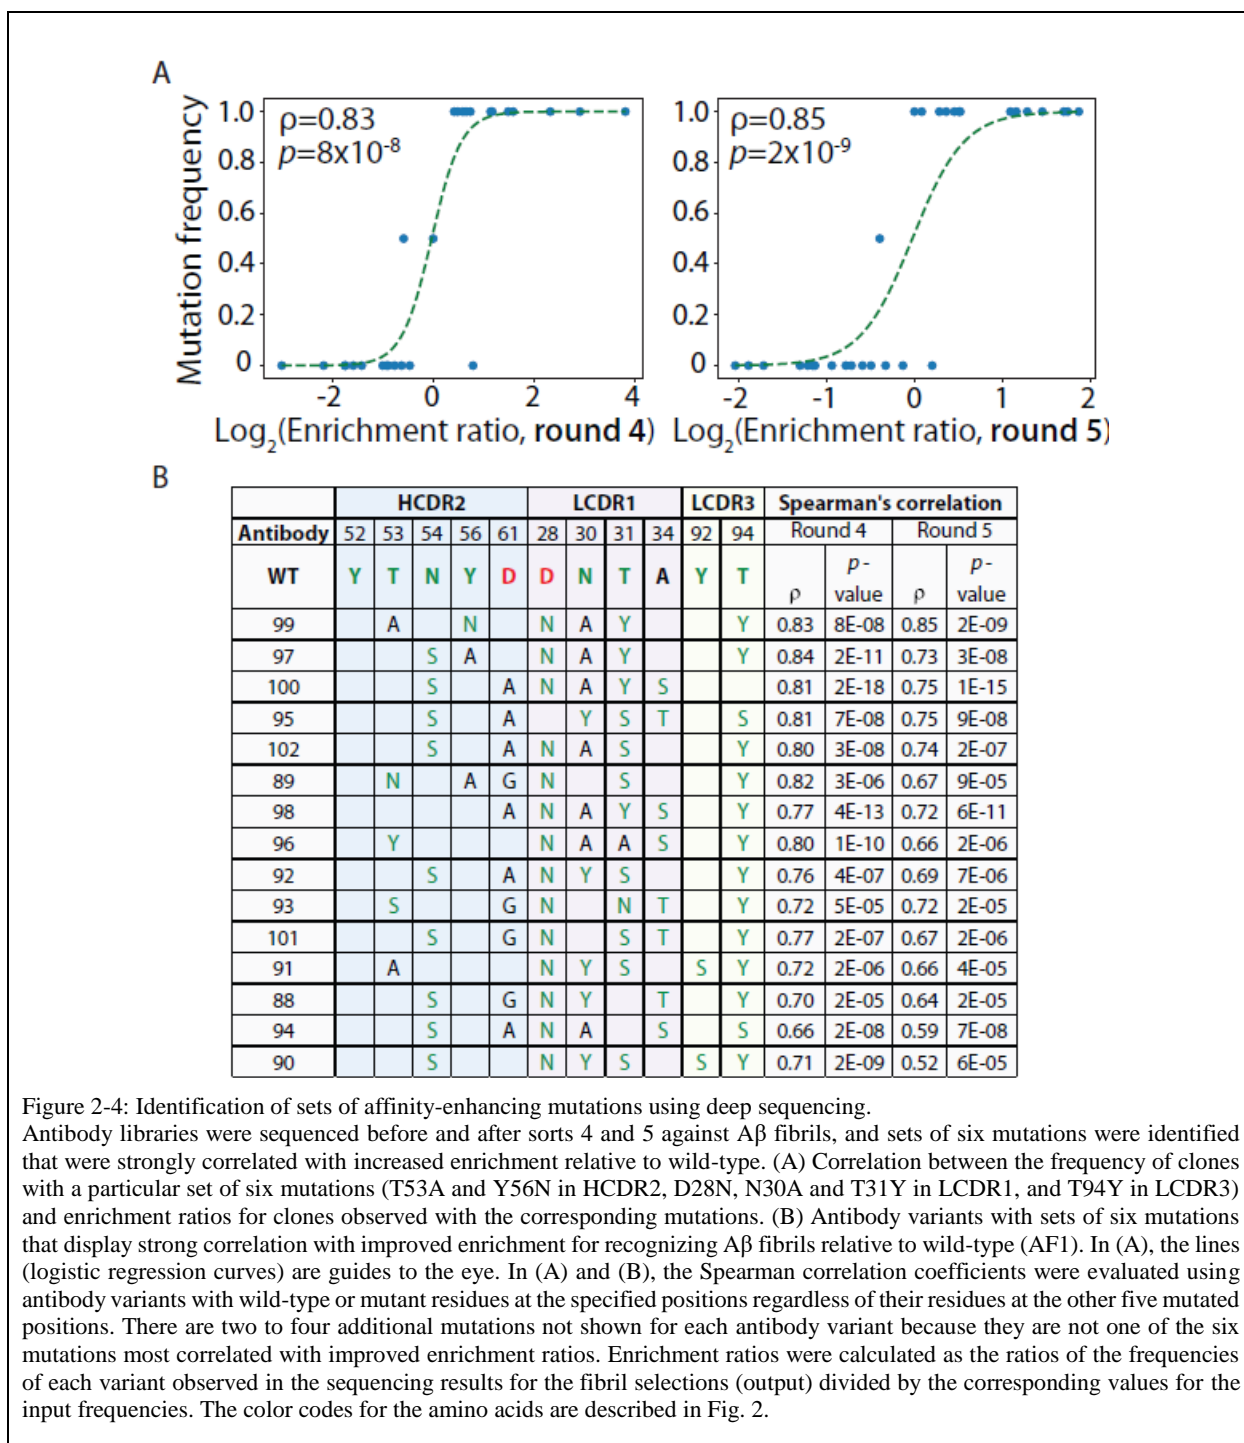 A
Mutation frequency
1.0
0.8
0.6
0.4
0.2
0
ρ=0.83
p=8x10-8
-2 0 2 4
Log2(Enrichment ratio, round 4)
1.0
0.8
0.6
0.4
0.2
0
ρ=0.85
p=2x10-9
-2 -1 0 1 2
Log2(Enrichment ratio, round 5)
B
HCDR2 LCDR1 LCDR3 Spearman's correlation
Antibody 52 53 54 56 61 28 30 31 34 92 94 Round 4 Round 5
WT Y T N Y D D N T A Y T ρ p-value ρ p-value
99 A N N A Y Y 0.83 8E-08 0.85 2E-09
97 S A N A Y Y 0.84 2E-11 0.73 3E-08
100 S A N A Y S 0.81 2E-18 0.75 1E-15
95 S A Y S T S 0.81 7E-08 0.75 9E-08
102 S A N A S Y 0.80 3E-08 0.74 2E-07
89 N A G N S Y 0.82 3E-06 0.67 9E-05
98 A N A Y S Y 0.77 4E-13 0.72 6E-11
96 Y N A A S Y 0.80 1E-10 0.66 2E-06
92 S A N Y S Y 0.76 4E-07 0.69 7E-06
93 S G N N T Y 0.72 5E-05 0.72 2E-05
101 S G N S T Y 0.77 2E-07 0.67 2E-06
91 A N Y S S Y 0.72 2E-06 0.66 4E-05
88 S G N Y T Y 0.70 2E-05 0.64 2E-05
94 S A N A S S 0.66 2E-08 0.59 7E-08
90 S N Y S S Y 0.71 2E-09 0.52 6E-05
Figure 2-4: Identification of sets of affinity-enhancing mutations using deep sequencing.
Antibody libraries were sequenced before and after sorts 4 and 5 against Aβ fibrils, and sets of six mutations were identified
that were strongly correlated with increased enrichment relative to wild-type. (A) Correlation between the frequency of clones
with a particular set of six mutations (T53A and Y56N in HCDR2, D28N, N30A and T31Y in LCDR1, and T94Y in LCDR3)
and enrichment ratios for clones observed with the corresponding mutations. (B) Antibody variants with sets of six mutations
that display strong correlation with improved enrichment for recognizing Aβ fibrils relative to wild-type (AF1). In (A), the lines
(logistic regression curves) are guides to the eye. In (A) and (B), the Spearman correlation coefficients were evaluated using
antibody variants with wild-type or mutant residues at the specified positions regardless of their residues at the other five mutated
positions. There are two to four additional mutations not shown for each antibody variant because they are not one of the six
mutations most correlated with improved enrichment ratios. Enrichment ratios were calculated as the ratios of the frequencies
of each variant observed in the sequencing results for the fibril selections (output) divided by the corresponding values for the
input frequencies. The color codes for the amino acids are described in Fig. 2.